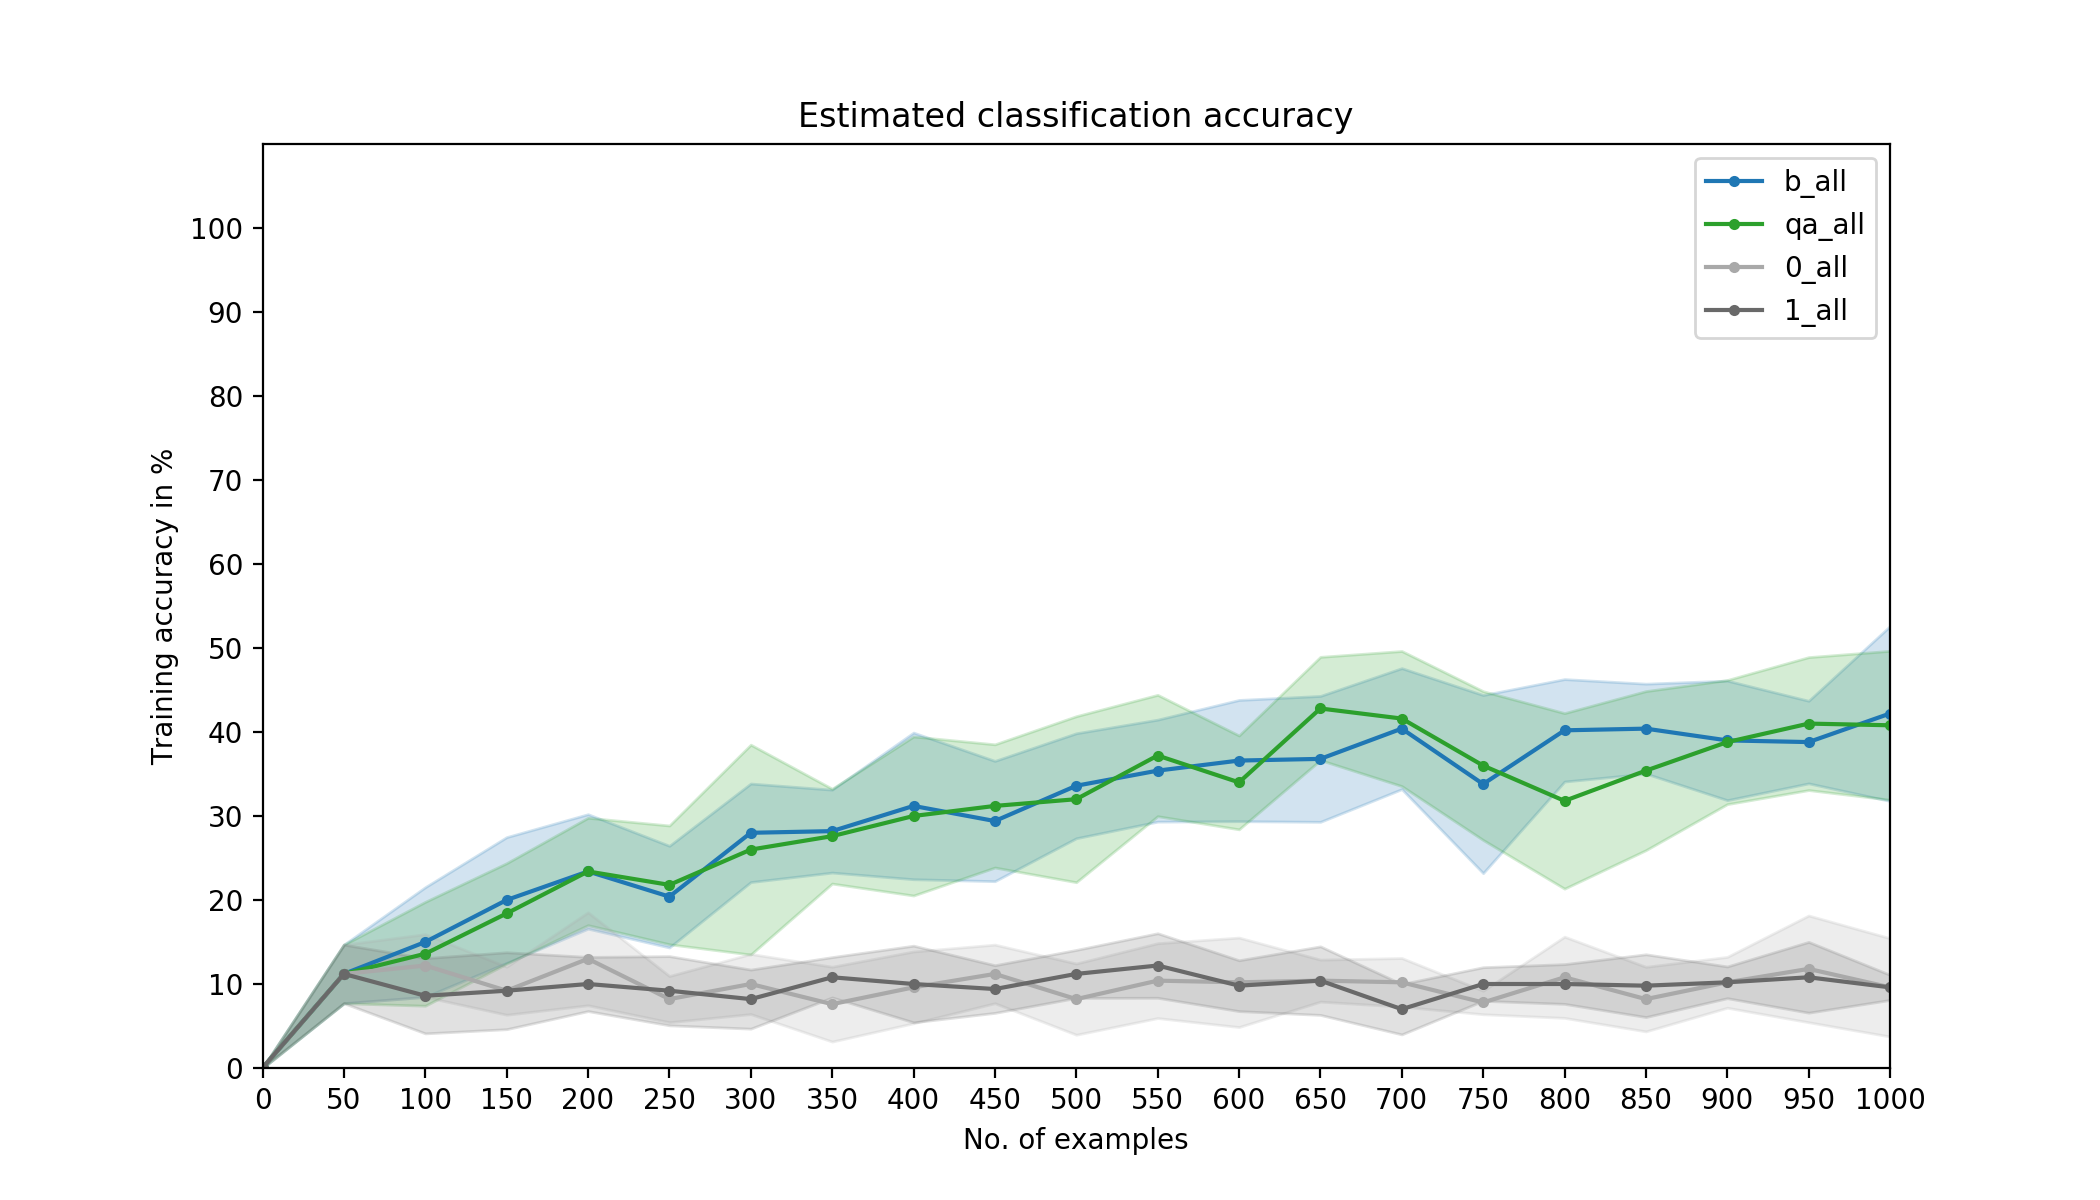 Estimated classification accuracy
b_all
qa_all
0_all
1_all
100
90
80
70
60
50
40
30
20
10
0
Training accuracy in %
0 50 100 150 200 250 300 350 400 450 500 550 600 650 700 750 800 850 900 950 1000
No. of examples